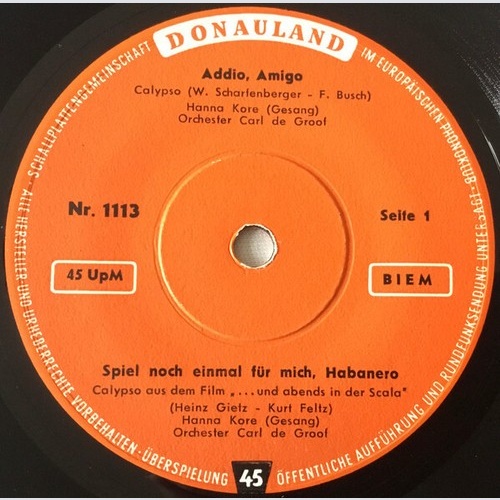 DONAULAND
SCHALLPLATTENGEMEINSCHAFT
IM EUROPÄISCHEN PHONOKLUB
Addio, Amigo
Calypso (W. Scharfenberger - F. Busch)
Hanna Kore (Gesang)
Orchester Carl de Groof
Nr. 1113
Seite 1
45 UpM
BIEM
Spiel noch einmal für mich, Habanero
Calypso aus dem Film „...und abends in der Scala"
(Heinz Gietz - Kurt Feltz)
Hanna Kore (Gesang)
Orchester Carl de Groof
· ALLE HERSTELLER UND URHEBERRECHTE VORBEHALTEN · ÜBERSPIELUNG
45
ÖFFENTLICHE AUFFÜHRUNG UND RUNDFUNKSENDUNG UNTERSAGT ·